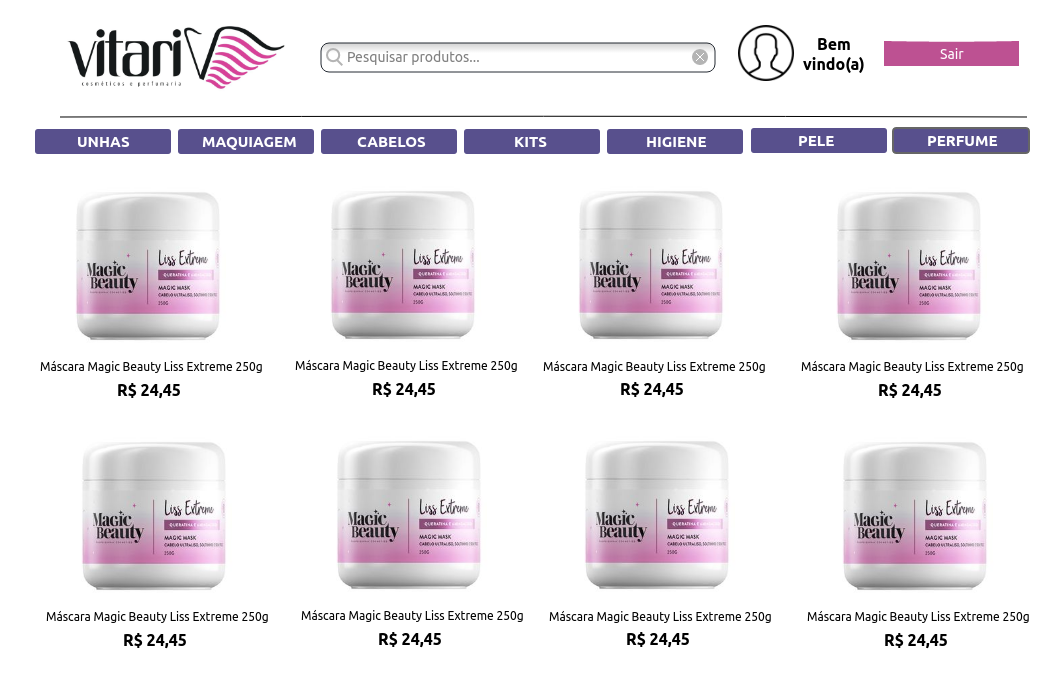 vitari
cosméticos e perfumaria
Pesquisar produtos...
Bem
vindo(a)
Sair
UNHAS MAQUIAGEM CABELOS KITS HIGIENE PELE PERFUME
Liss Extreme Liss Extreme Liss Extreme Liss Extreme
Magic Magic Magic Magic
Beauty Beauty Beauty Beauty
MAGIC MASK MAGIC MASK MAGIC MASK MAGIC MASK
250G 250G 250G 250G
Máscara Magic Beauty Liss Extreme 250g Máscara Magic Beauty Liss Extreme 250g Máscara Magic Beauty Liss Extreme 250g Máscara Magic Beauty Liss Extreme 250g
R$ 24,45 R$ 24,45 R$ 24,45 R$ 24,45
Liss Extreme Liss Extreme Liss Extreme Liss Extreme
Magic Magic Magic Magic
Beauty Beauty Beauty Beauty
MAGIC MASK MAGIC MASK MAGIC MASK MAGIC MASK
250G 250G 250G 250G
Máscara Magic Beauty Liss Extreme 250g Máscara Magic Beauty Liss Extreme 250g Máscara Magic Beauty Liss Extreme 250g Máscara Magic Beauty Liss Extreme 250g
R$ 24,45 R$ 24,45 R$ 24,45 R$ 24,45